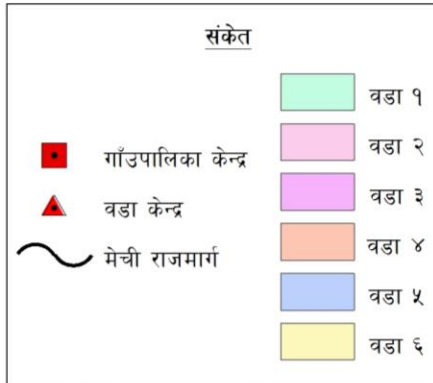 संकेत
गाँउपालिका केन्द्र
वडा केन्द्र
मेची राजमार्ग
वडा १
वडा २
वडा ३
वडा ४
वडा ५
वडा ६